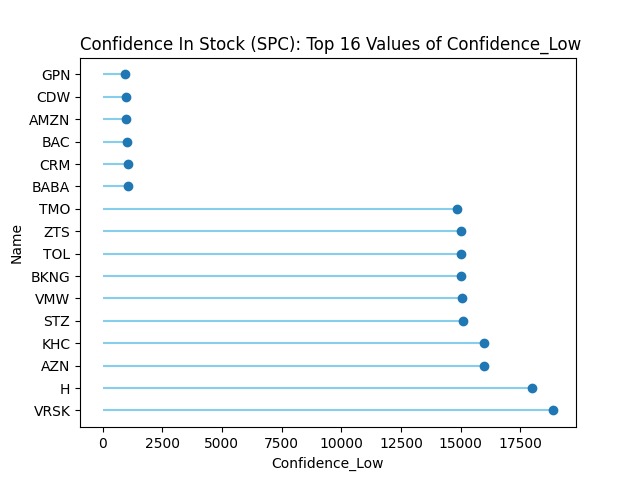 Confidence In Stock (SPC): Top 16 Values of Confidence_Low
GPN
CDW
AMZN
BAC
CRM
BABA
TMO
ZTS
TOL
BKNG
VMW
STZ
KHC
AZN
H
VRSK
Name
0 2500 5000 7500 10000 12500 15000 17500
Confidence_Low